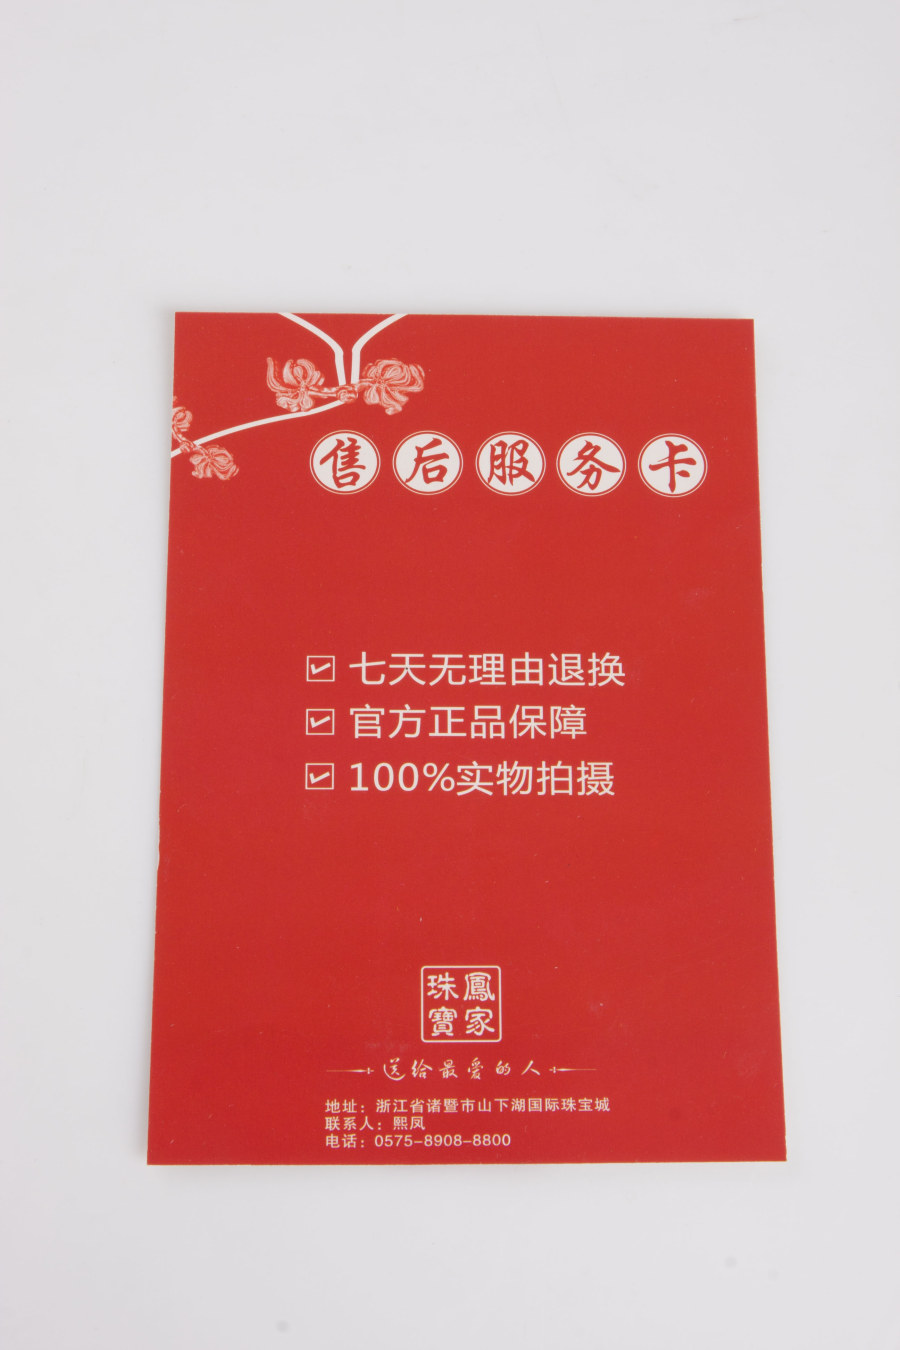 售后服务卡
七天无理由退换
官方正品保障
100%实物拍摄
鳳家
珠寶
送给最爱的人
地址：浙江省诸暨市山下湖国际珠宝城
联系人：熙凤
电话：0575-8908-8800